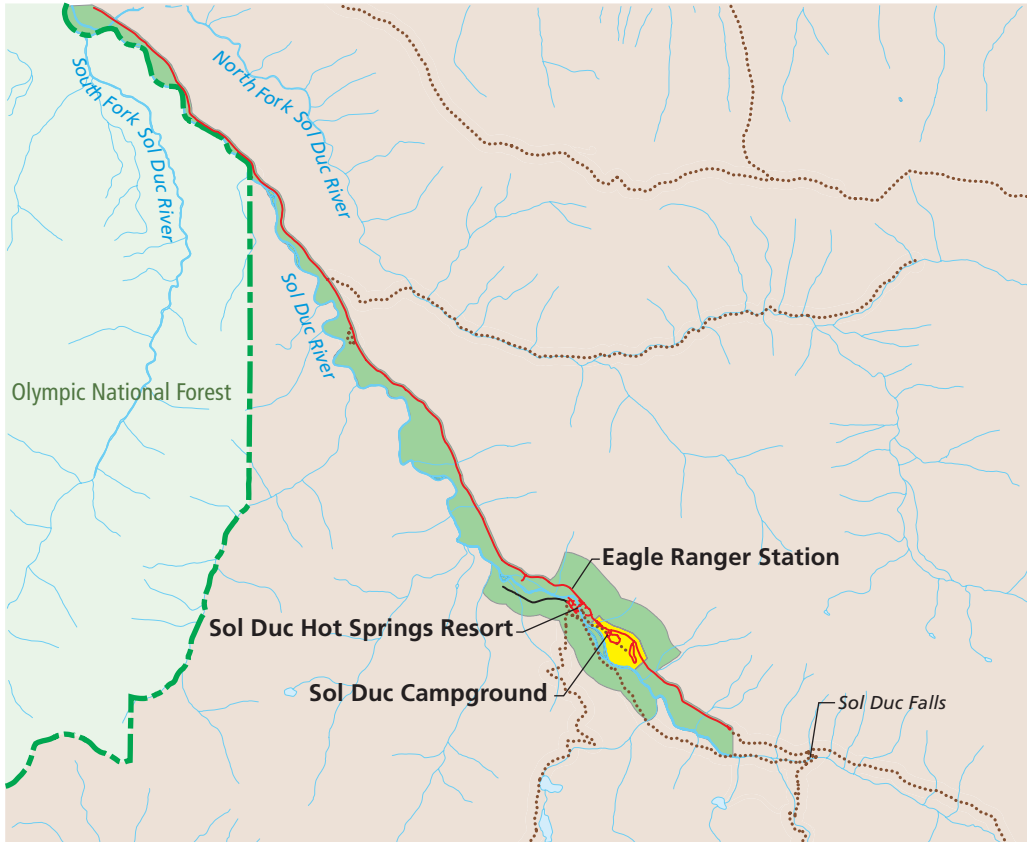 North Fork Sol Duc River
South Fork Sol Duc River
Sol Duc River
Olympic National Forest
Eagle Ranger Station
Sol Duc Hot Springs Resort
Sol Duc Campground
Sol Duc Falls